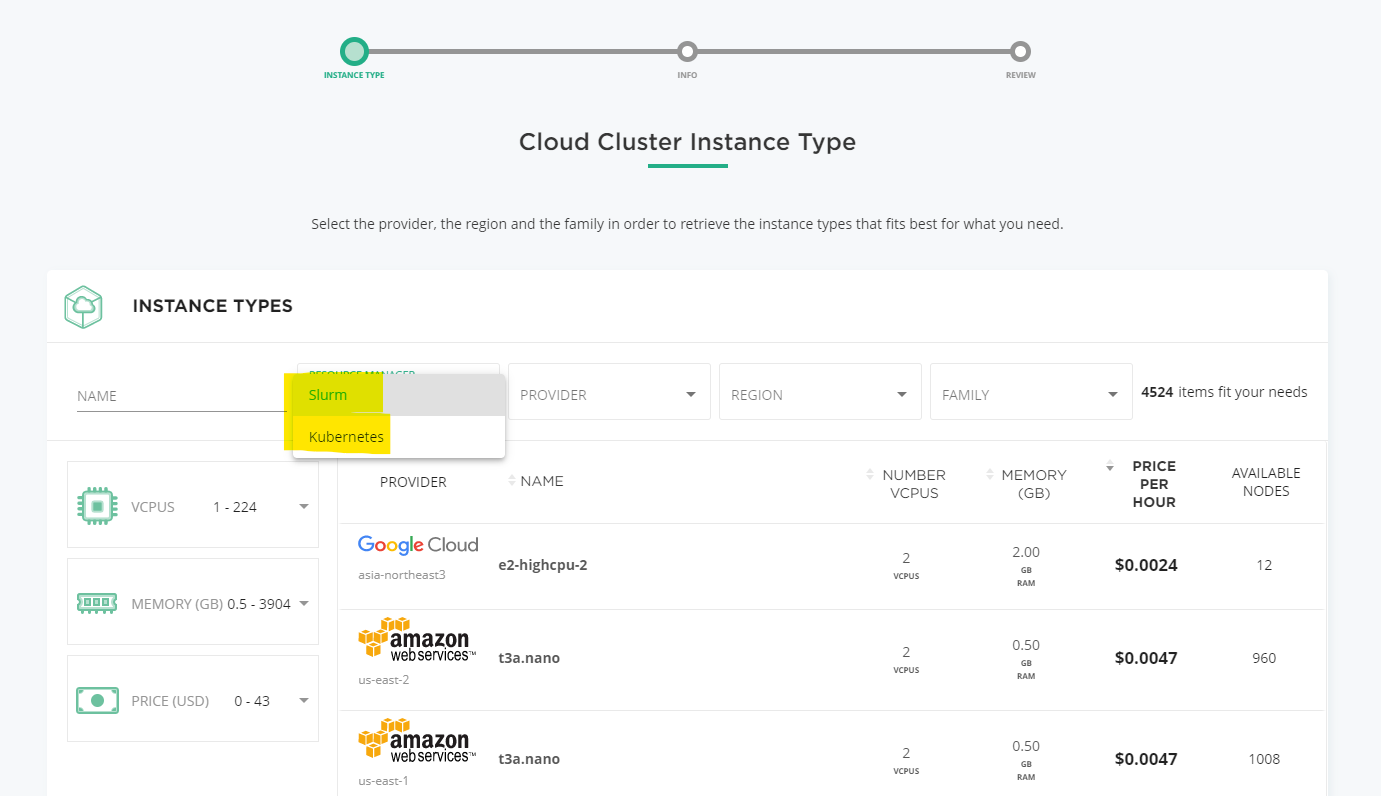 INSTANCE TYPE
INFO
REVIEW
Cloud Cluster Instance Type
Select the provider, the region and the family in order to retrieve the instance types that fits best for what you need.
INSTANCE TYPES
NAME
RESOURCE MANAGER
Slurm
Kubernetes
PROVIDER
REGION
FAMILY
4524 items fit your needs
VCPUS 1 - 224
MEMORY (GB) 0.5 - 3904
PRICE (USD) 0 - 43
PROVIDER
NAME
NUMBER
VCPUS
MEMORY
(GB)
PRICE
PER
HOUR
AVAILABLE
NODES
Google Cloud
asia-northeast3
e2-highcpu-2
2
VCPUS
2.00
GB
RAM
$0.0024
12
amazon
web services™
us-east-2
t3a.nano
2
VCPUS
0.50
GB
RAM
$0.0047
960
amazon
web services™
us-east-1
t3a.nano
2
VCPUS
0.50
GB
RAM
$0.0047
1008